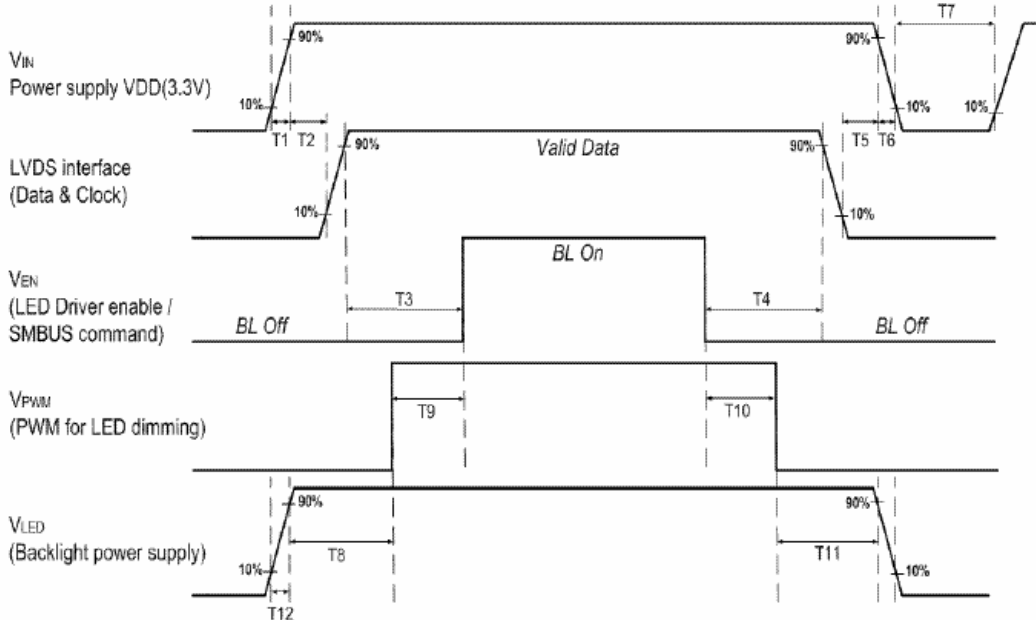 T7
VIN
Power supply VDD(3.3V)
90%
90%
10%
10%
10%
T1
T2
T5
T6
LVDS interface
(Data & Clock)
90%
Valid Data
90%
10%
10%
VEN
(LED Driver enable /
SMBUS command)
BL On
T3
T4
BL Off
BL Off
VPWM
(PWM for LED dimming)
T9
T10
VLED
(Backlight power supply)
90%
90%
T8
T11
10%
10%
T12